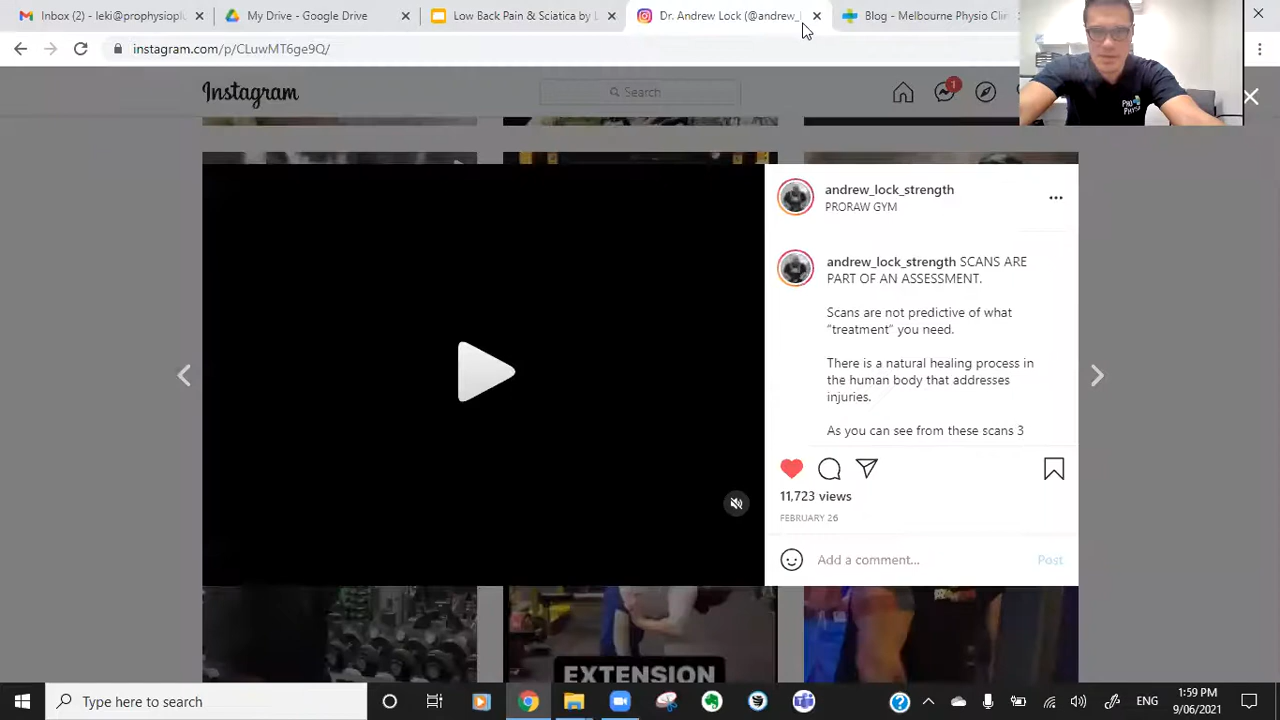 Inbox (2) - leki@prophysiopl
My Drive - Google Drive
Low Back Pain & Sciatica by L
Dr. Andrew Lock (@andrew_
Blog - Melbourne Physio Clin
instagram.com/p/CLuwMT6ge9Q/
Instagram
Search
1
PRO
PHYSIO
andrew_lock_strength
PRORAW GYM
andrew_lock_strength SCANS ARE
PART OF AN ASSESSMENT.
Scans are not predictive of what
“treatment” you need.
There is a natural healing process in
the human body that addresses
injuries.
As you can see from these scans 3
11,723 views
FEBRUARY 26
Add a comment...
Post
EXTENSION
Type here to search
ENG
1:59 PM
9/06/2021